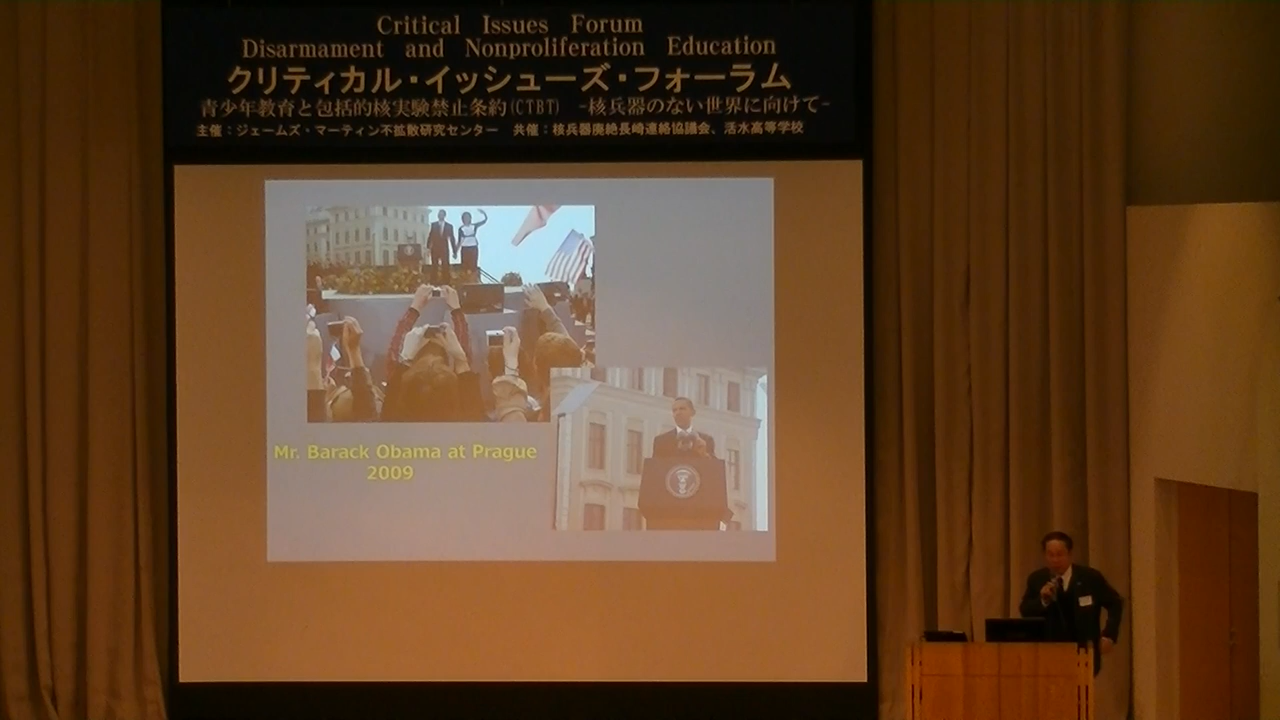 Critical Issues Forum
Disarmament and Nonproliferation Education
クリティカル・イッシューズ・フォーラム
青少年教育と包括的核実験禁止条約(CTBT) -核兵器のない世界に向けて-
主催：ジェームズ・マーティン不拡散研究センター 共催：核兵器廃絶長崎連絡協議会、活水高等学校
Mr. Barack Obama at Prague
2009